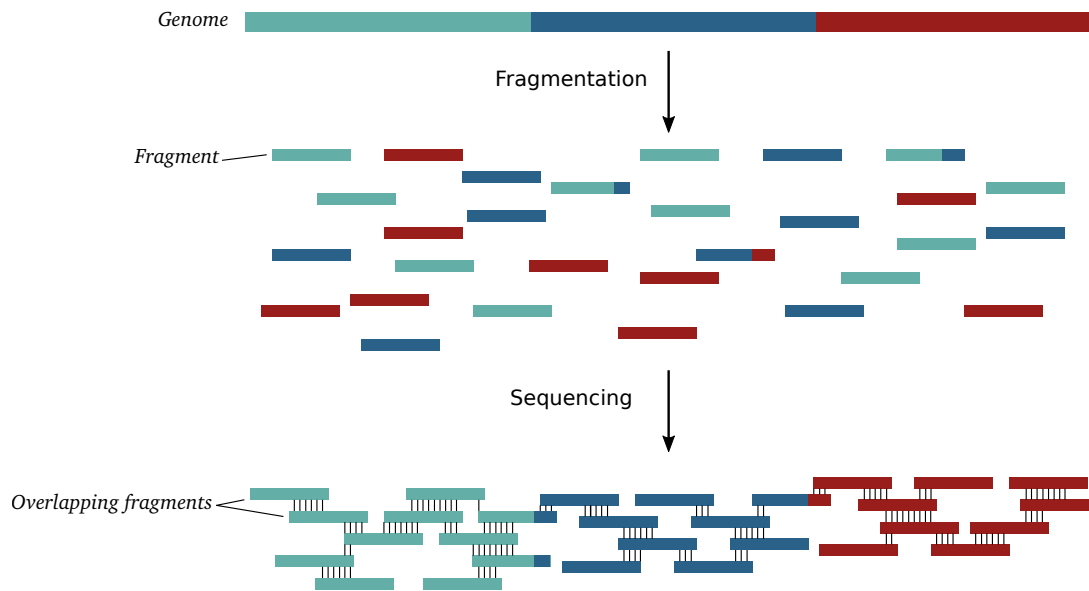 Genome
Fragmentation
Fragment
Sequencing
Overlapping fragments